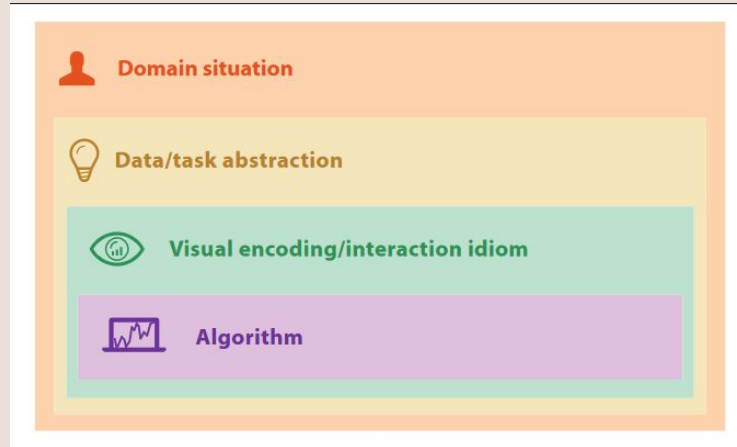 Domain situation
Data/task abstraction
Visual encoding/interaction idiom
Algorithm